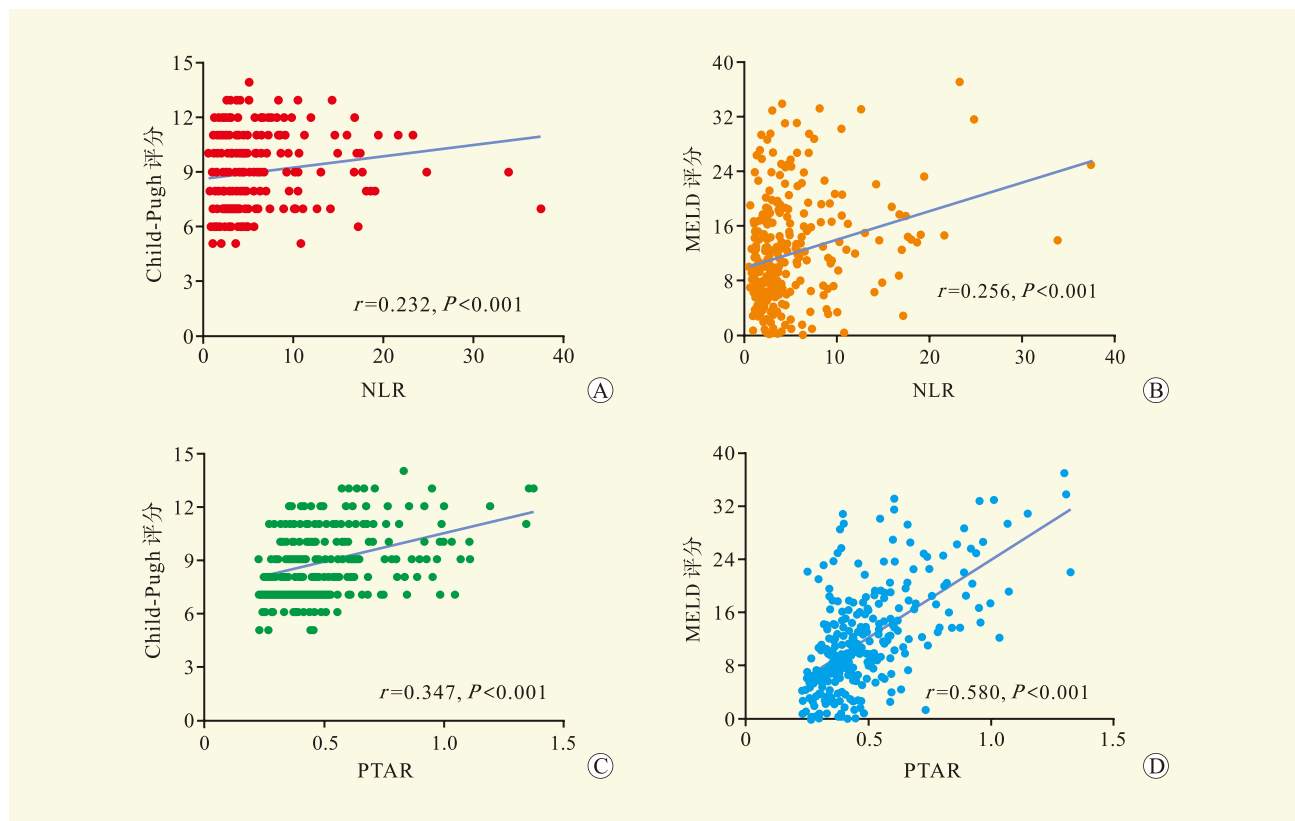 15
12
9
6
3
0
Child-Pugh 评分
0 10 20 30 40
NLR
r=0.232, P<0.001
A
40
32
24
16
8
0
MELD 评分
0 10 20 30 40
NLR
r=0.256, P<0.001
B
15
12
9
6
3
0
Child-Pugh 评分
0 0.5 1.0 1.5
PTAR
r=0.347, P<0.001
C
40
32
24
16
8
0
MELD 评分
0 0.5 1.0 1.5
PTAR
r=0.580, P<0.001
D